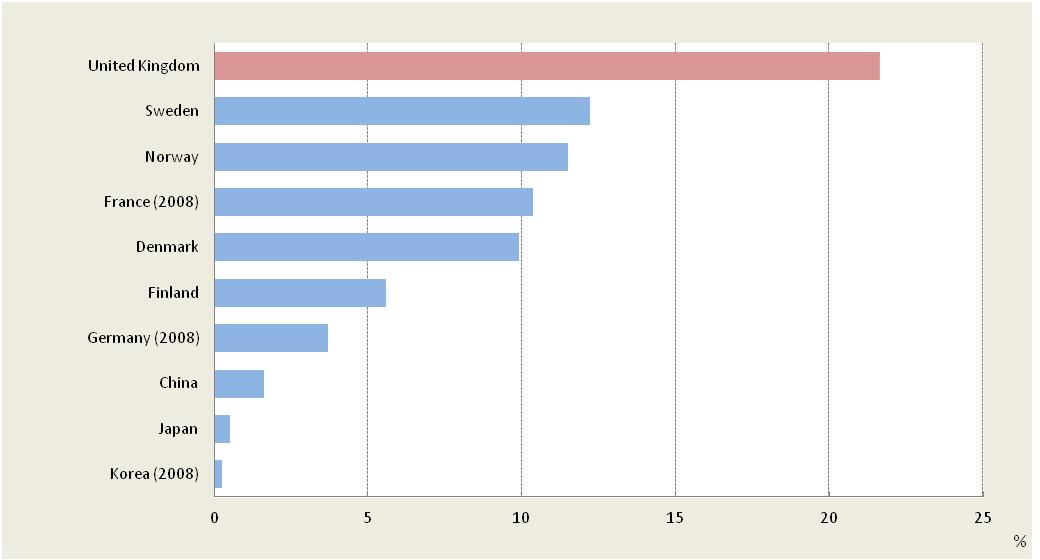 United Kingdom
Sweden
Norway
France (2008)
Denmark
Finland
Germany (2008)
China
Japan
Korea (2008)
0 5 10 15 20 25
%